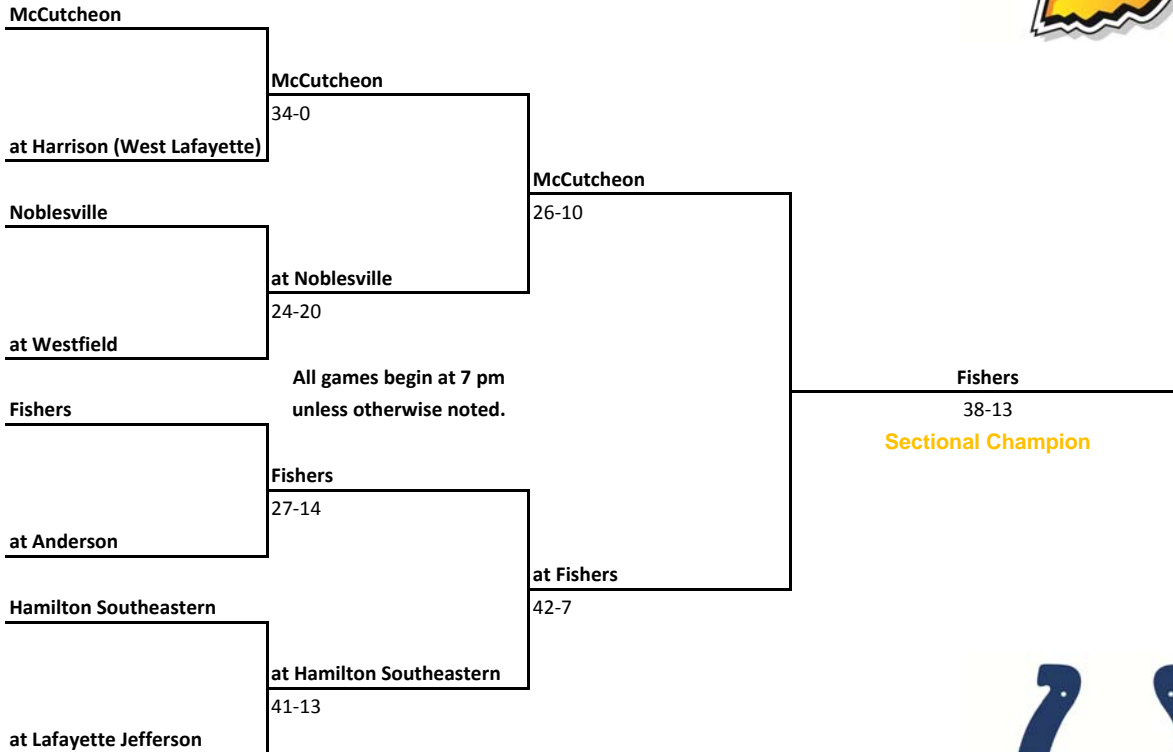 McCutcheon
McCutcheon
34-0
at Harrison (West Lafayette)
McCutcheon
Noblesville
26-10
at Noblesville
24-20
at Westfield
All games begin at 7 pm
unless otherwise noted.
Fishers
Fishers
38-13
Sectional Champion
Fishers
27-14
at Anderson
at Fishers
Hamilton Southeastern
42-7
at Hamilton Southeastern
41-13
at Lafayette Jefferson